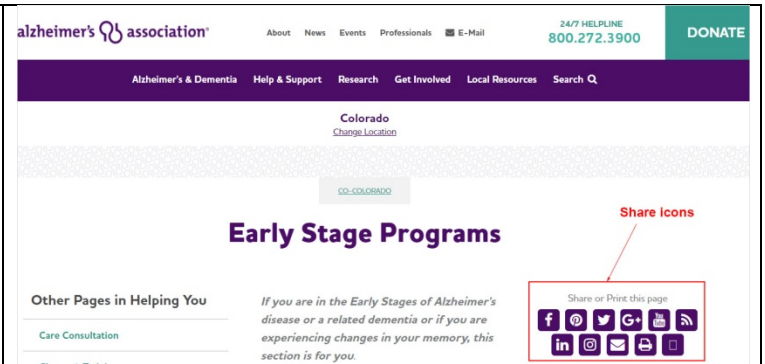 alzheimer's association®
About News Events Professionals E-Mail
24/7 HELPLINE
800.272.3900
DONATE
Alzheimer's & Dementia Help & Support Research Get Involved Local Resources Search
Colorado
Change Location
CO-COLORADO
Early Stage Programs
Share icons
Other Pages in Helping You
Care Consultation
If you are in the Early Stages of Alzheimer's
disease or a related dementia or if you are
experiencing changes in your memory, this
section is for you.
Share or Print this page